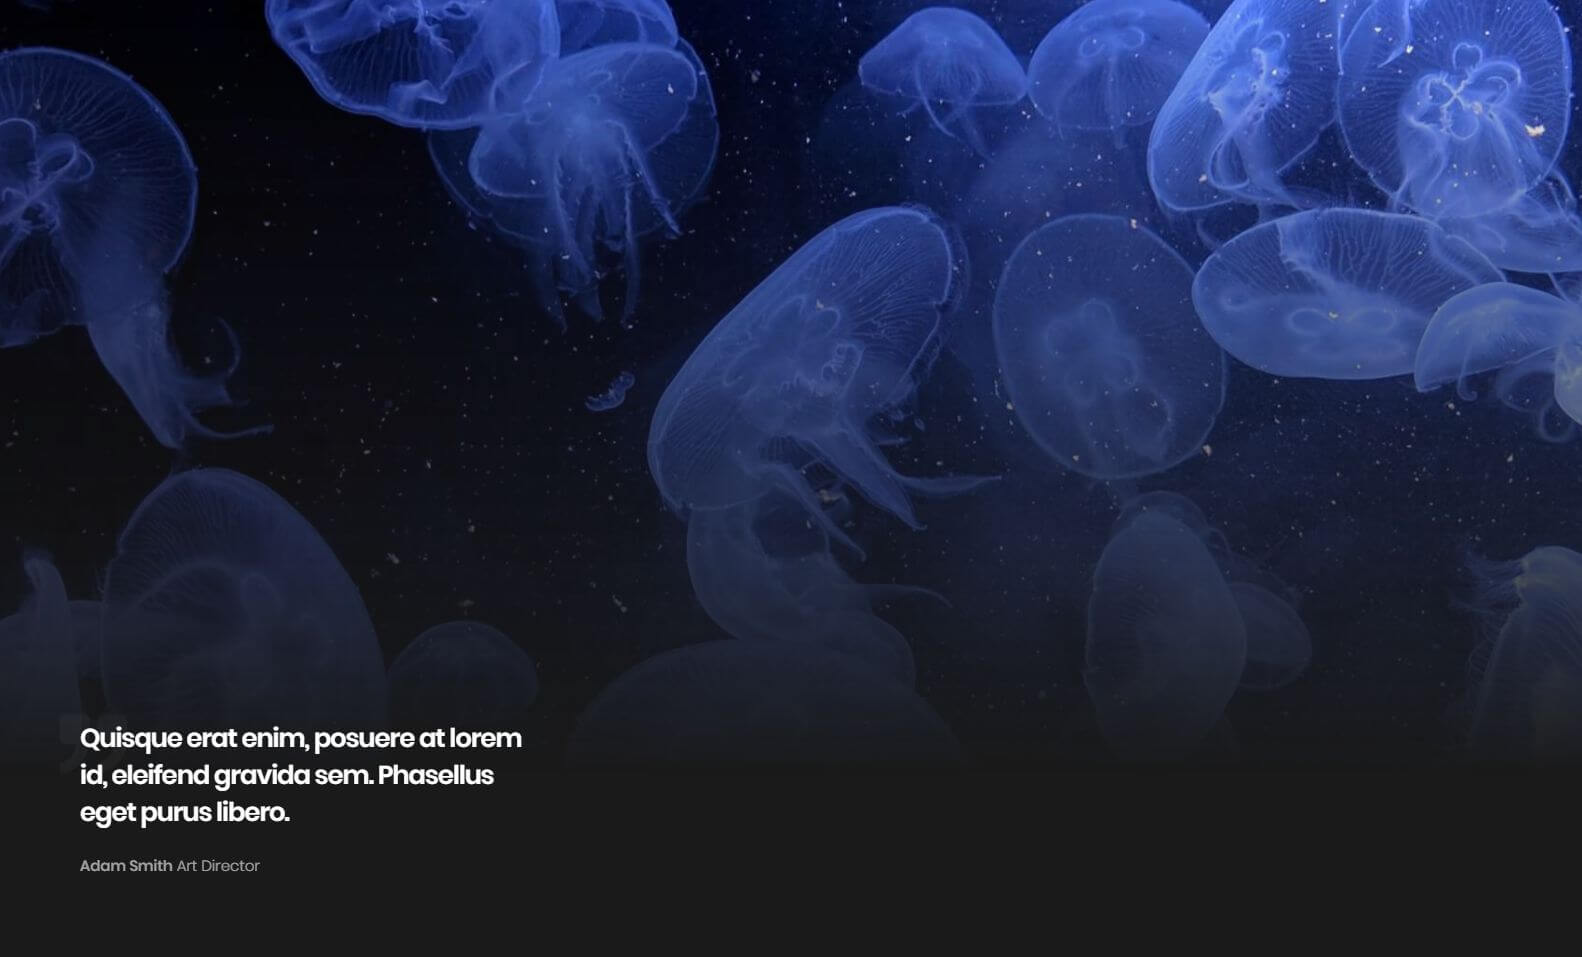 Quisque erat enim, posuere at lorem
id, eleifend gravida sem. Phasellus
eget purus libero.
Adam Smith Art Director